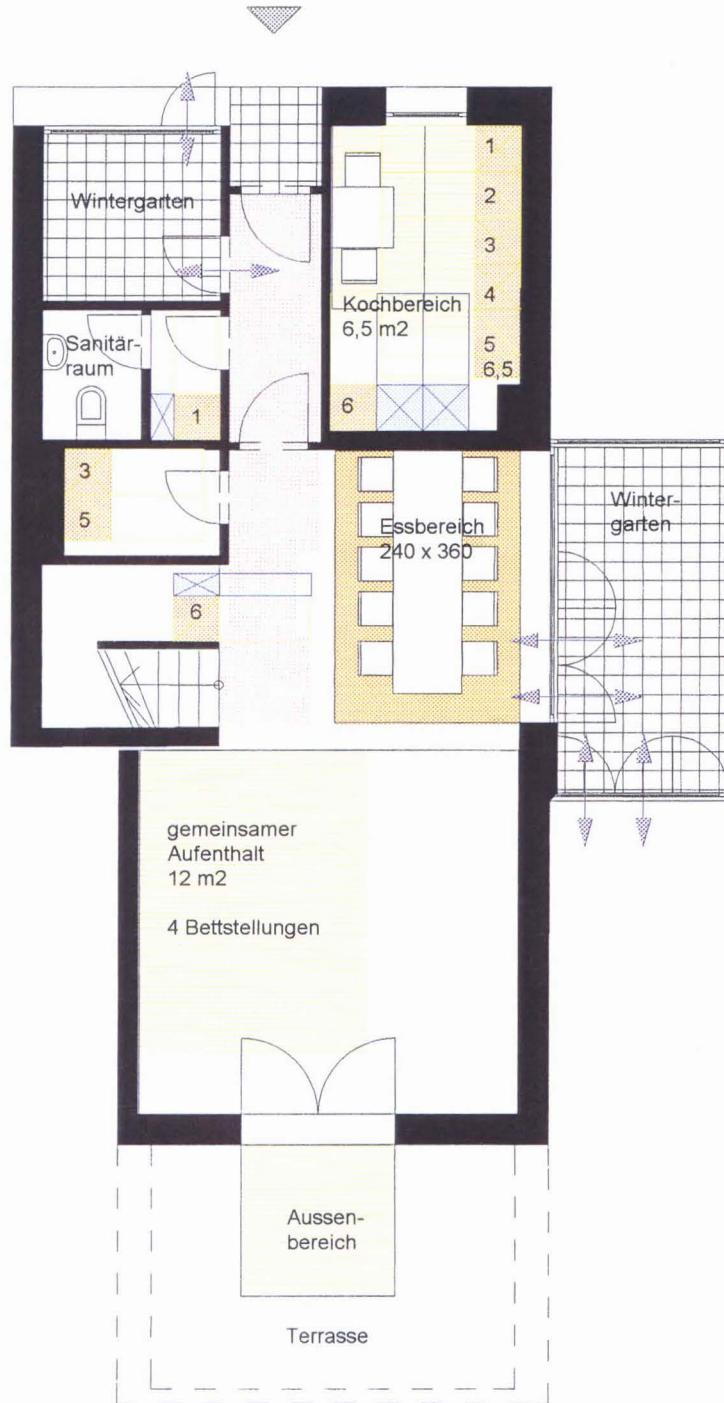 Wintergarten
1
2
3
4
5
6,5
Kochbereich
6,5 m2
6
Sanitär-
raum
1
3
5
Essbereich
240 x 360
Winter-
garten
6
gemeinsamer
Aufenthalt
12 m2
4 Bettstellungen
Aussen-
bereich
Terrasse